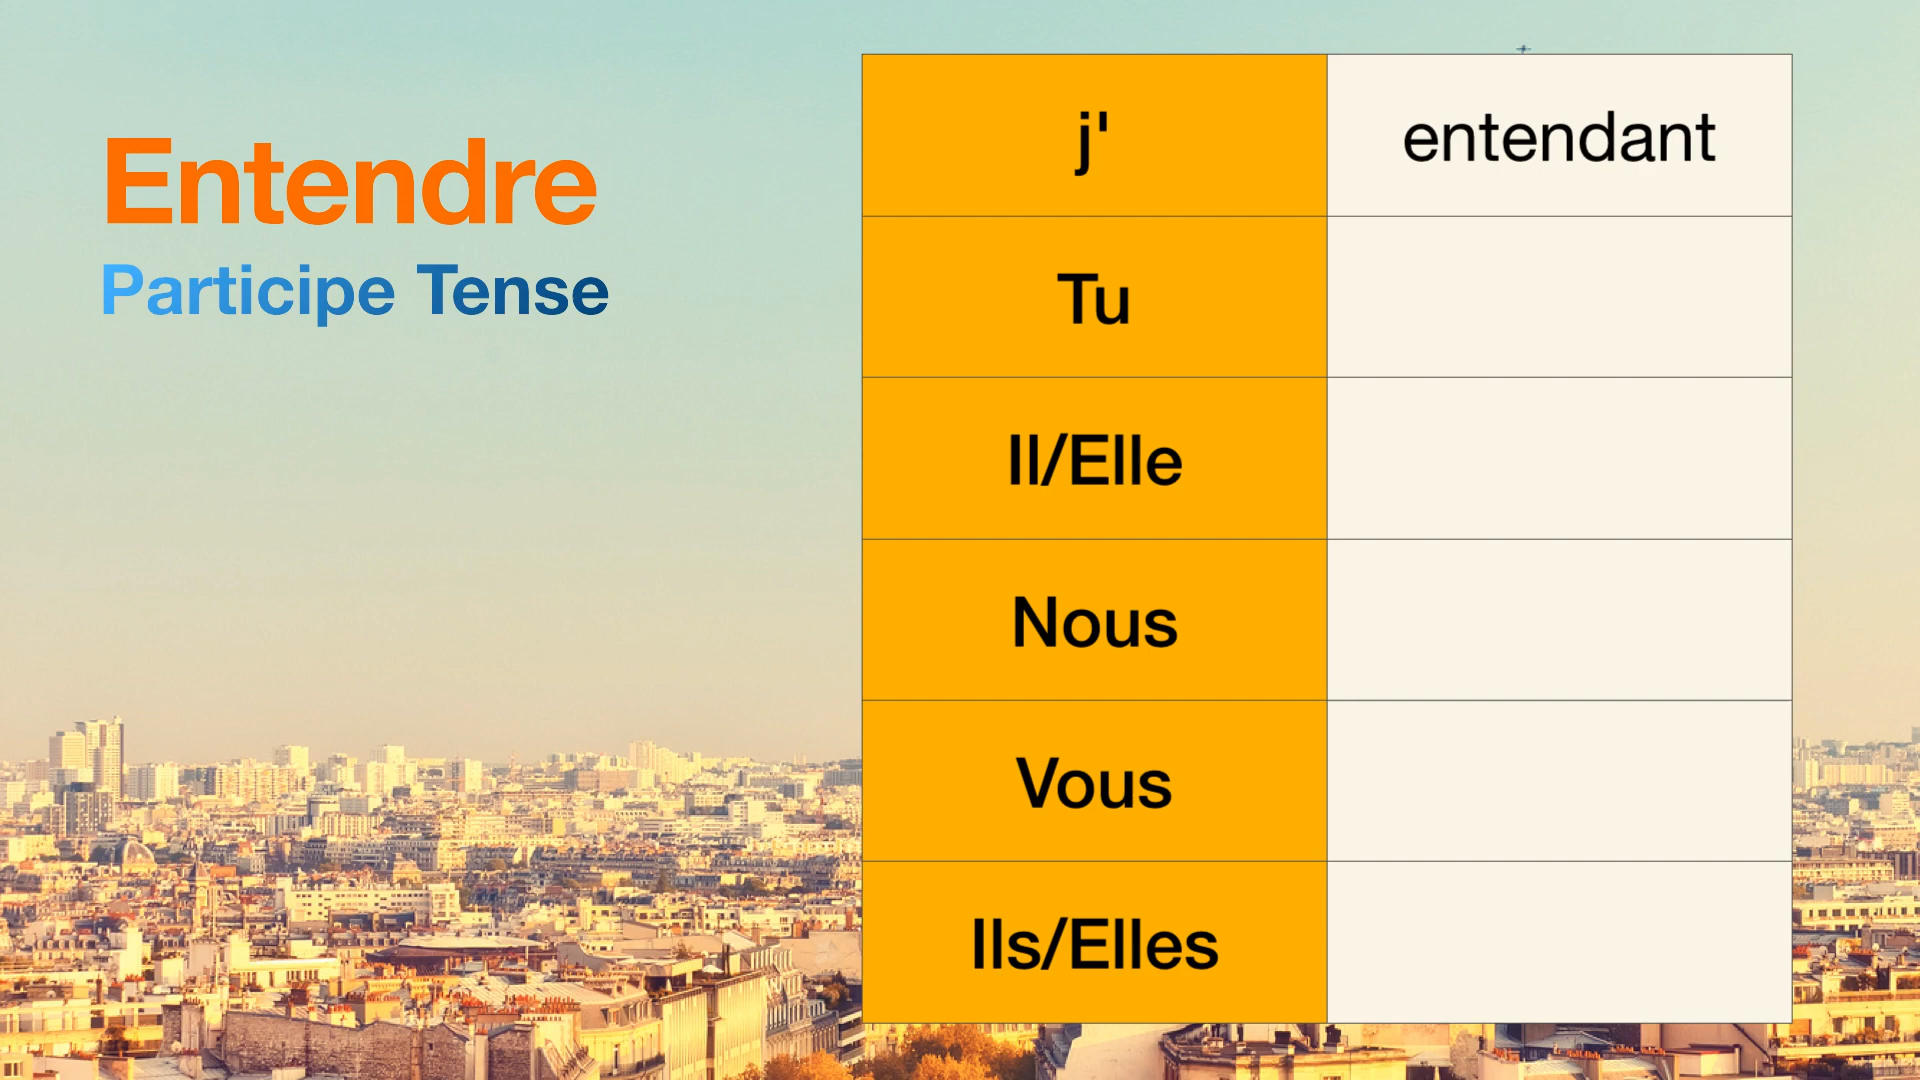 Entendre
Participe Tense
j' entendant
Tu
Il/Elle
Nous
Vous
Ils/Elles